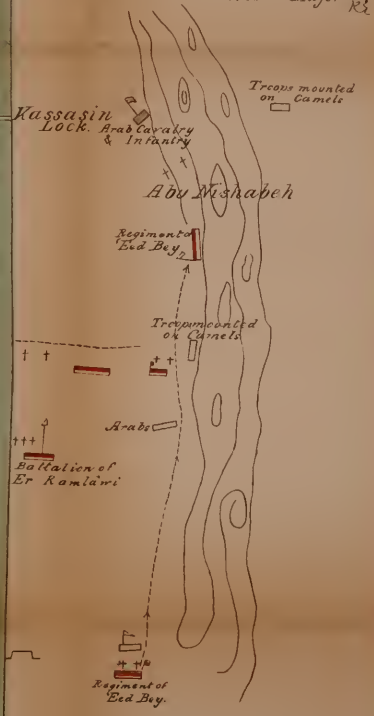 Troops mounted
on Camels
Kassasin
Lock.
Arab Cavalry
& Infantry
Abu Nishabeh
Regiment of
'Eed Bey.
Troops mounted
on Camels
Arabs
Battalion of
Er Ramlawi
Regiment of
'Eed Bey.